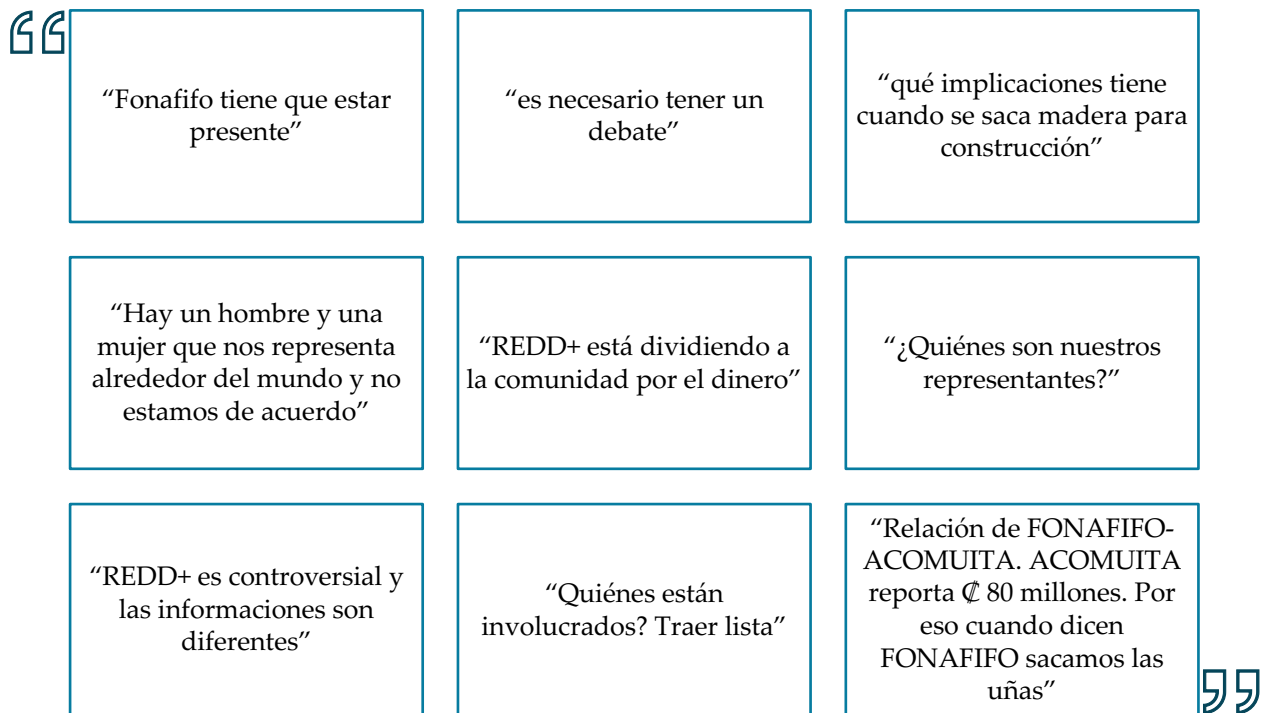 “Fonafifo tiene que estar
presente”
“es necesario tener un
debate”
“qué implicaciones tiene
cuando se saca madera para
construcción”
“Hay un hombre y una
mujer que nos representa
alrededor del mundo y no
estamos de acuerdo”
“REDD+ está dividiendo a
la comunidad por el dinero”
“¿Quiénes son nuestros
representantes?”
“REDD+ es controversial y
las informaciones son
diferentes”
“Quiénes están
involucrados? Traer lista”
“Relación de FONAFIFO-
ACOMUITA. ACOMUITA
reporta ₡ 80 millones. Por
eso cuando dicen
FONAFIFO sacamos las
uñas”